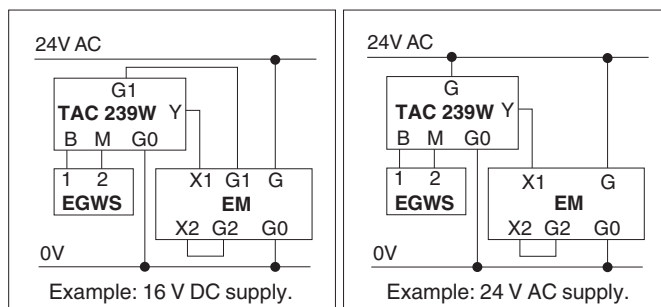 24V AC
G1
TAC 239W Y
B M G0
1 2
EGWS
X1 G1 G
EM
X2 G2 G0
0V
Example: 16 V DC supply.
24V AC
G
TAC 239W Y
B M G0
1 2
EGWS
X1 G
EM
X2 G2 G0
0V
Example: 24 V AC supply.